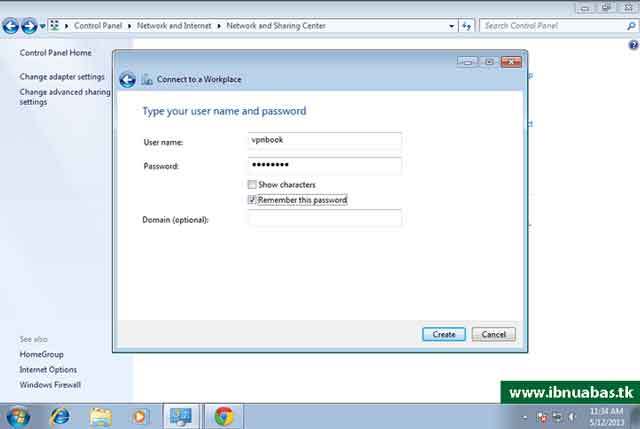 Control Panel
Network and Internet
Network and Sharing Center
Search Control Panel
Control Panel Home
Change adapter settings
Change advanced sharing
settings
Connect to a Workplace
Type your user name and password
User name:
vpnbook
Password:
••••••••
Show characters
Remember this password
Domain (optional):
Create
Cancel
See also
HomeGroup
Internet Options
Windows Firewall
www.ibnuabas.tk
11:34 AM
5/12/2013